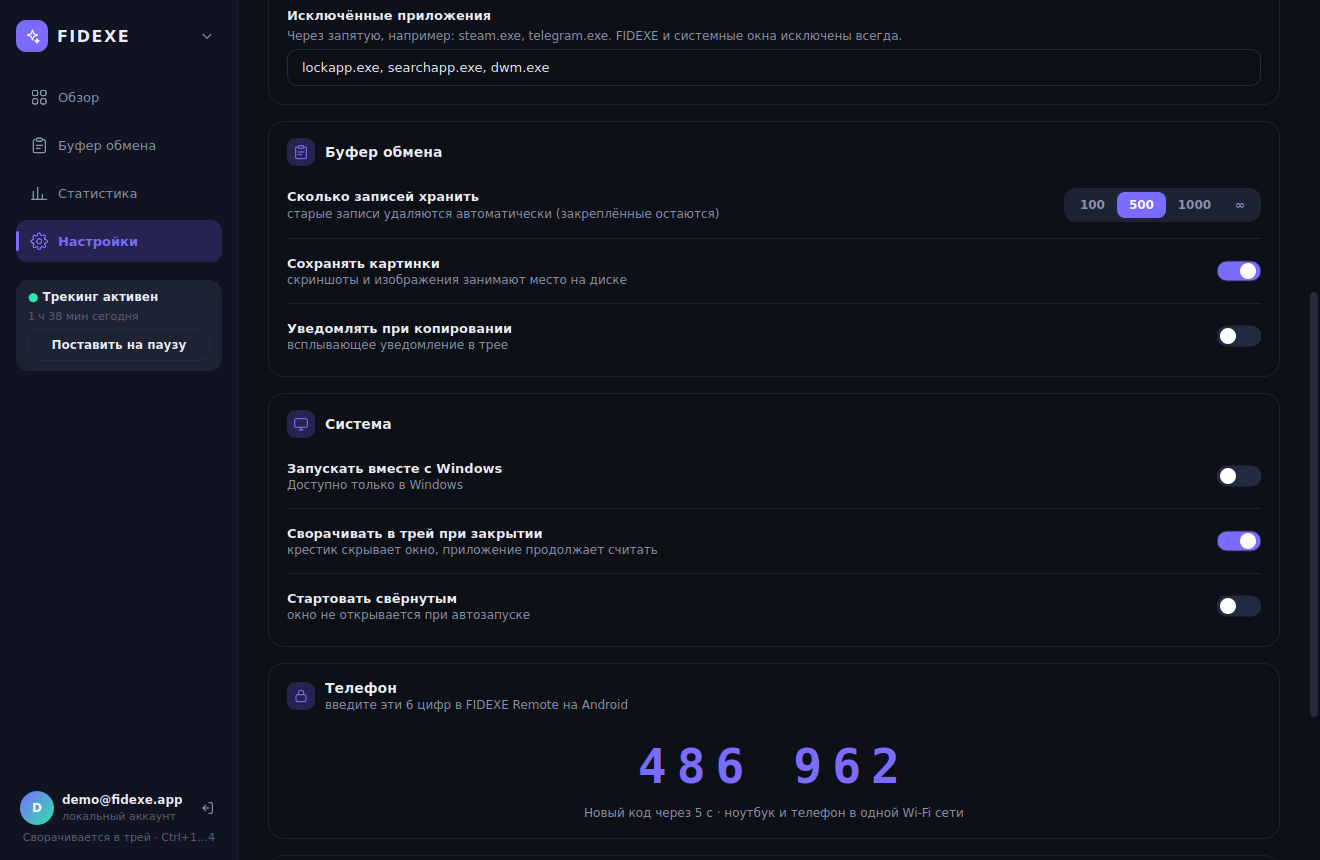 FIDEXE
Обзор
Буфер обмена
Статистика
Настройки
Трекинг активен
1 ч 38 мин сегодня
Поставить на паузу
D
demo@fidexe.app
локальный аккаунт
Сворачивается в трей · Ctrl+1…4
Исключённые приложения
Через запятую, например: steam.exe, telegram.exe. FIDEXE и системные окна исключены всегда.
lockapp.exe, searchapp.exe, dwm.exe
Буфер обмена
Сколько записей хранить
старые записи удаляются автоматически (закреплённые остаются)
100 500 1000 ∞
Сохранять картинки
скриншоты и изображения занимают место на диске
Уведомлять при копировании
всплывающее уведомление в трее
Система
Запускать вместе с Windows
Доступно только в Windows
Сворачивать в трей при закрытии
крестик скрывает окно, приложение продолжает считать
Стартовать свёрнутым
окно не открывается при автозапуске
Телефон
введите эти 6 цифр в FIDEXE Remote на Android
486 962
Новый код через 5 с · ноутбук и телефон в одной Wi-Fi сети